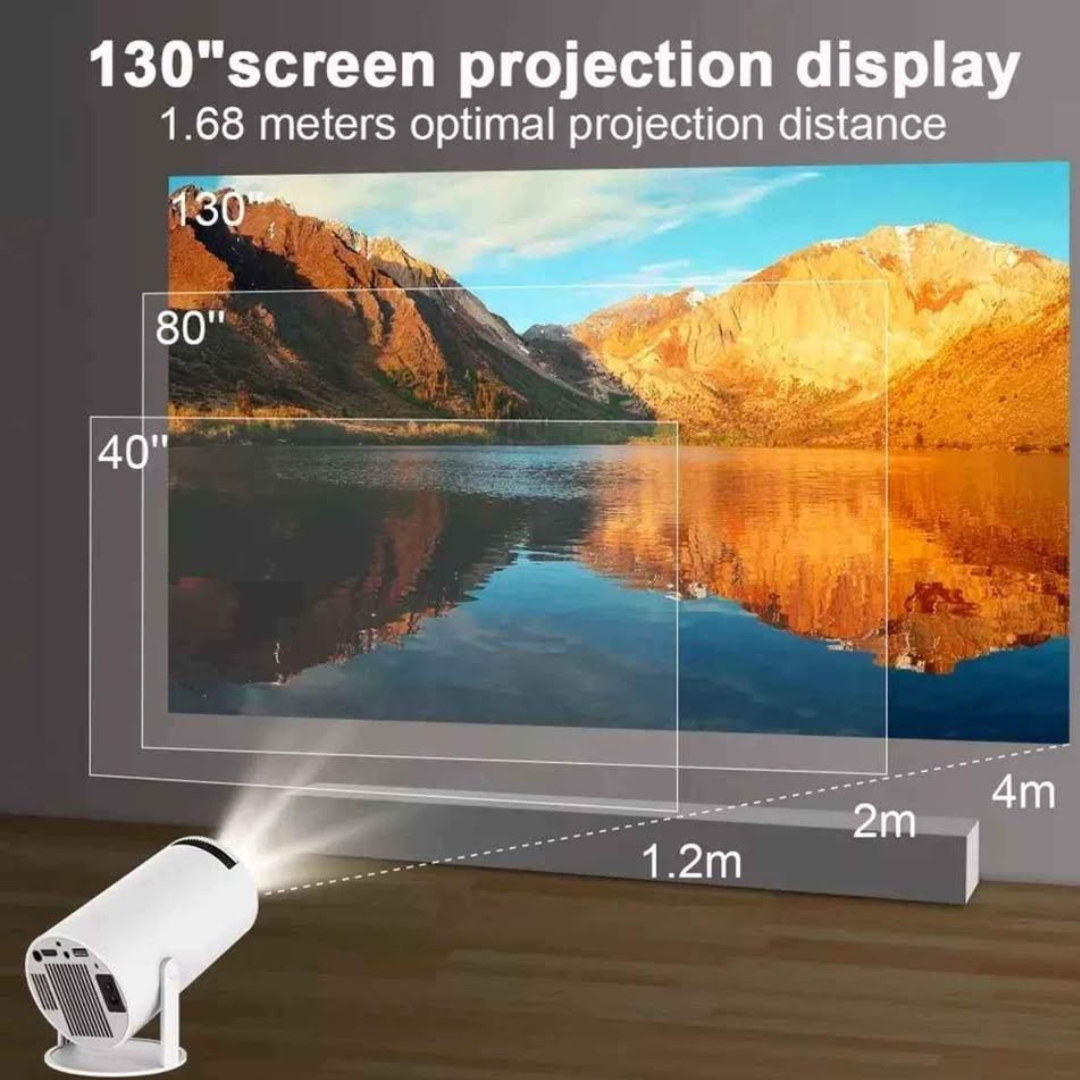 130"screen projection display
1.68 meters optimal projection distance
130"
80"
40"
4m
2m
1.2m